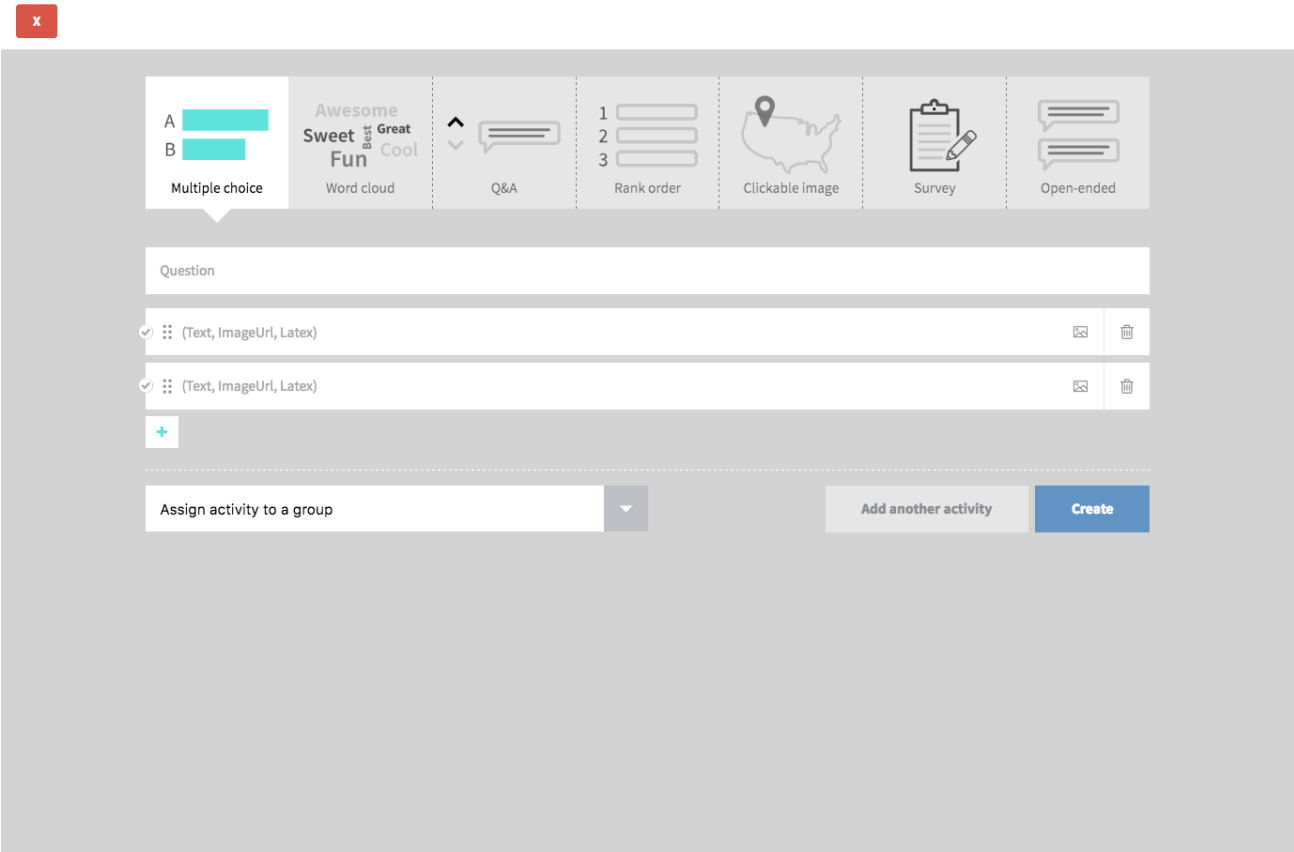 X
A
B
Multiple choice
Awesome
Sweet Best Great
Fun Cool
Word cloud
Q&A
1
2
3
Rank order
Clickable image
Survey
Open-ended
Question
(Text, ImageUrl, Latex)
(Text, ImageUrl, Latex)
+
Assign activity to a group
Add another activity
Create